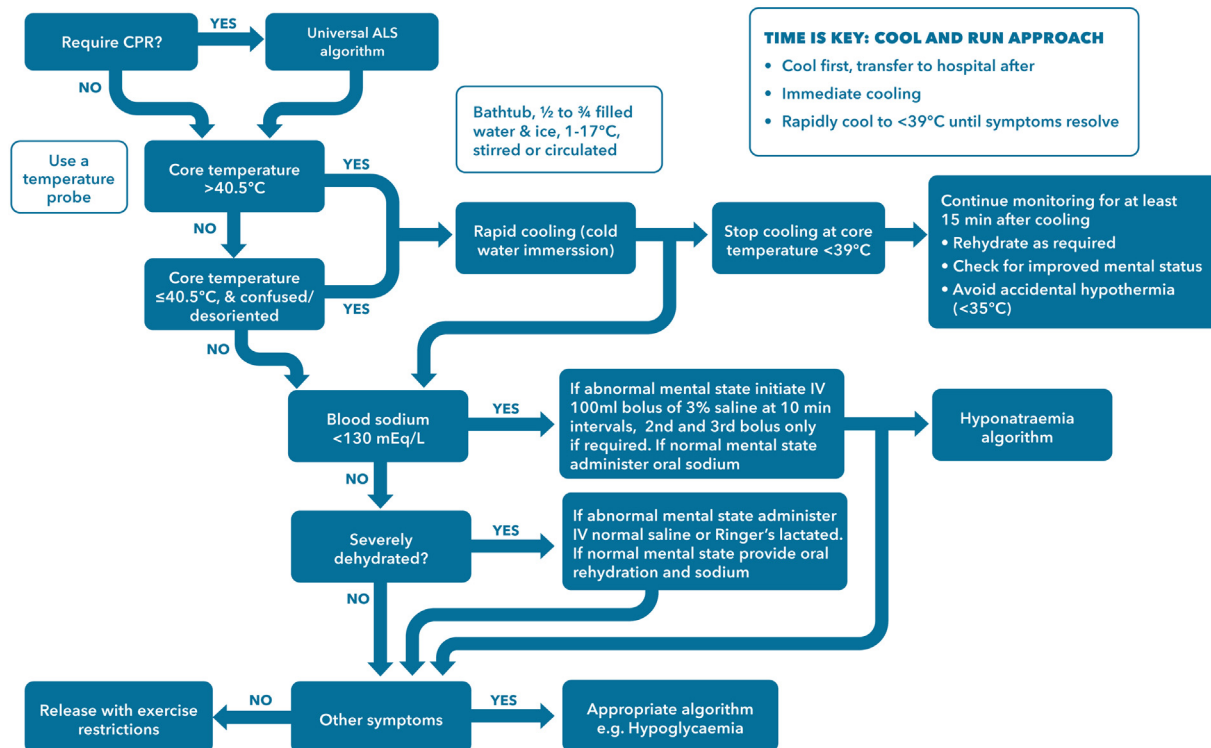 Require CPR?
YES
Universal ALS
algorithm
NO
TIME IS KEY: COOL AND RUN APPROACH
• Cool first, transfer to hospital after
• Immediate cooling
• Rapidly cool to <39°C until symptoms resolve
Bathtub, ½ to ¾ filled
water & ice, 1-17°C,
stirred or circulated
Use a
temperature
probe
Core temperature
>40.5°C
YES
NO
Core temperature
≤40.5°C, & confused/
desoriented
YES
NO
Rapid cooling (cold
water immerssion)
Stop cooling at core
temperature <39°C
Continue monitoring for at least
15 min after cooling
• Rehydrate as required
• Check for improved mental status
• Avoid accidental hypothermia
(<35°C)
Blood sodium
<130 mEq/L
YES
If abnormal mental state initiate IV
100ml bolus of 3% saline at 10 min
intervals, 2nd and 3rd bolus only
if required. If normal mental state
administer oral sodium
Hyponatraemia
algorithm
NO
Severely
dehydrated?
YES
If abnormal mental state administer
IV normal saline or Ringer's lactated.
If normal mental state provide oral
rehydration and sodium
NO
Other symptoms
NO
Release with exercise
restrictions
YES
Appropriate algorithm
e.g. Hypoglycaemia